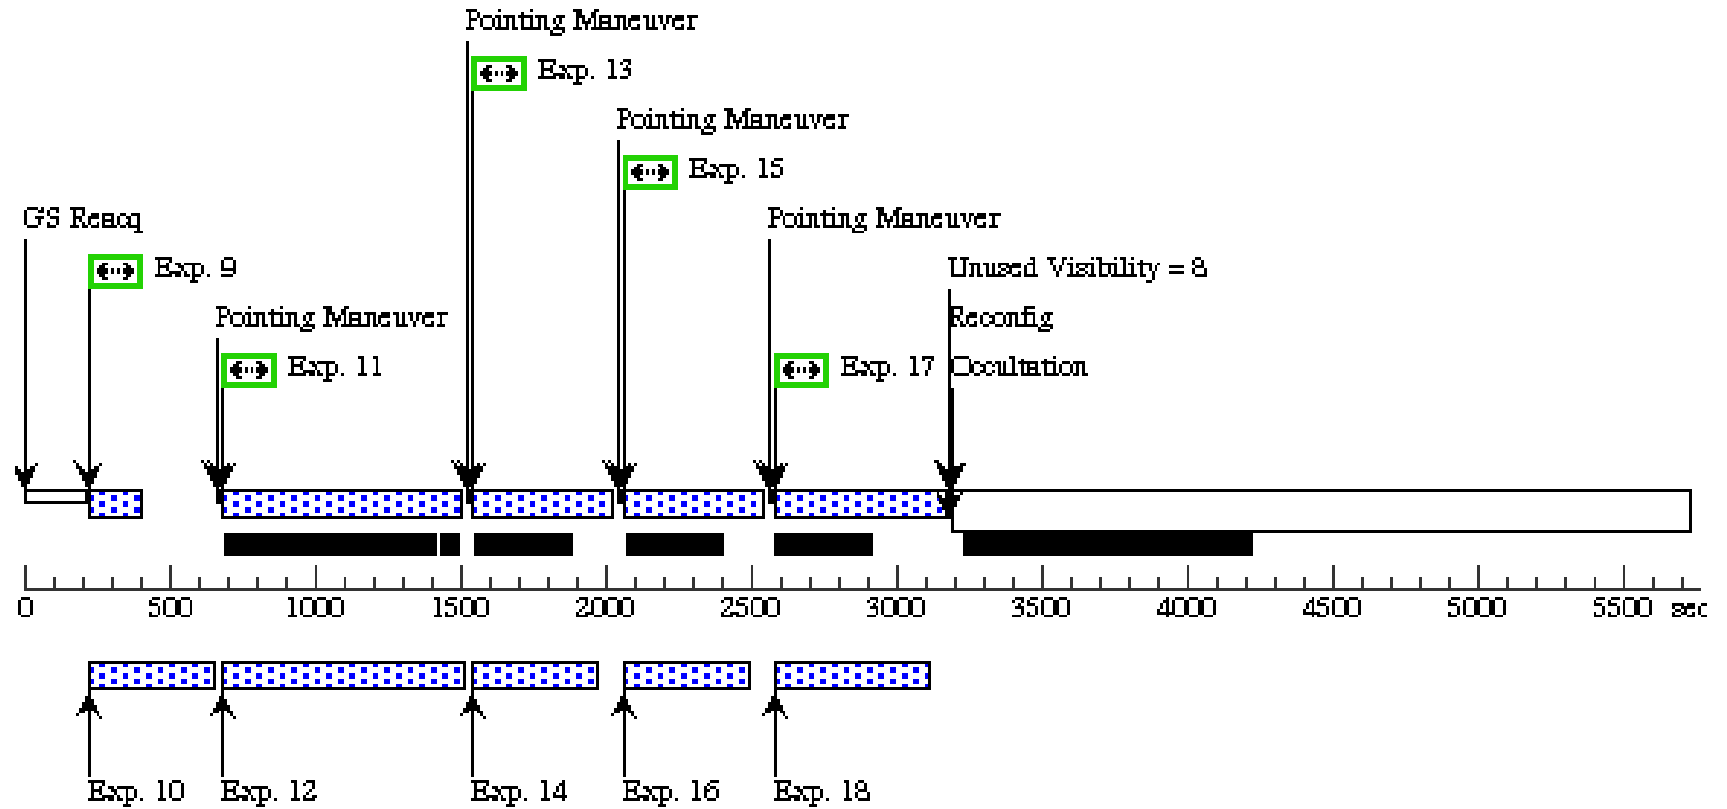 Pointing Maneuver
Exp. 13
Pointing Maneuver
Exp. 15
GS Reacq
Pointing Maneuver
Exp. 9
Unused Visibility = 8
Pointing Maneuver
Reconfig
Exp. 11
Exp. 17
Occultation
0 500 1000 1500 2000 2500 3000 3500 4000 4500 5000 5500 sec
Exp. 10 Exp. 12 Exp. 14 Exp. 16 Exp. 18